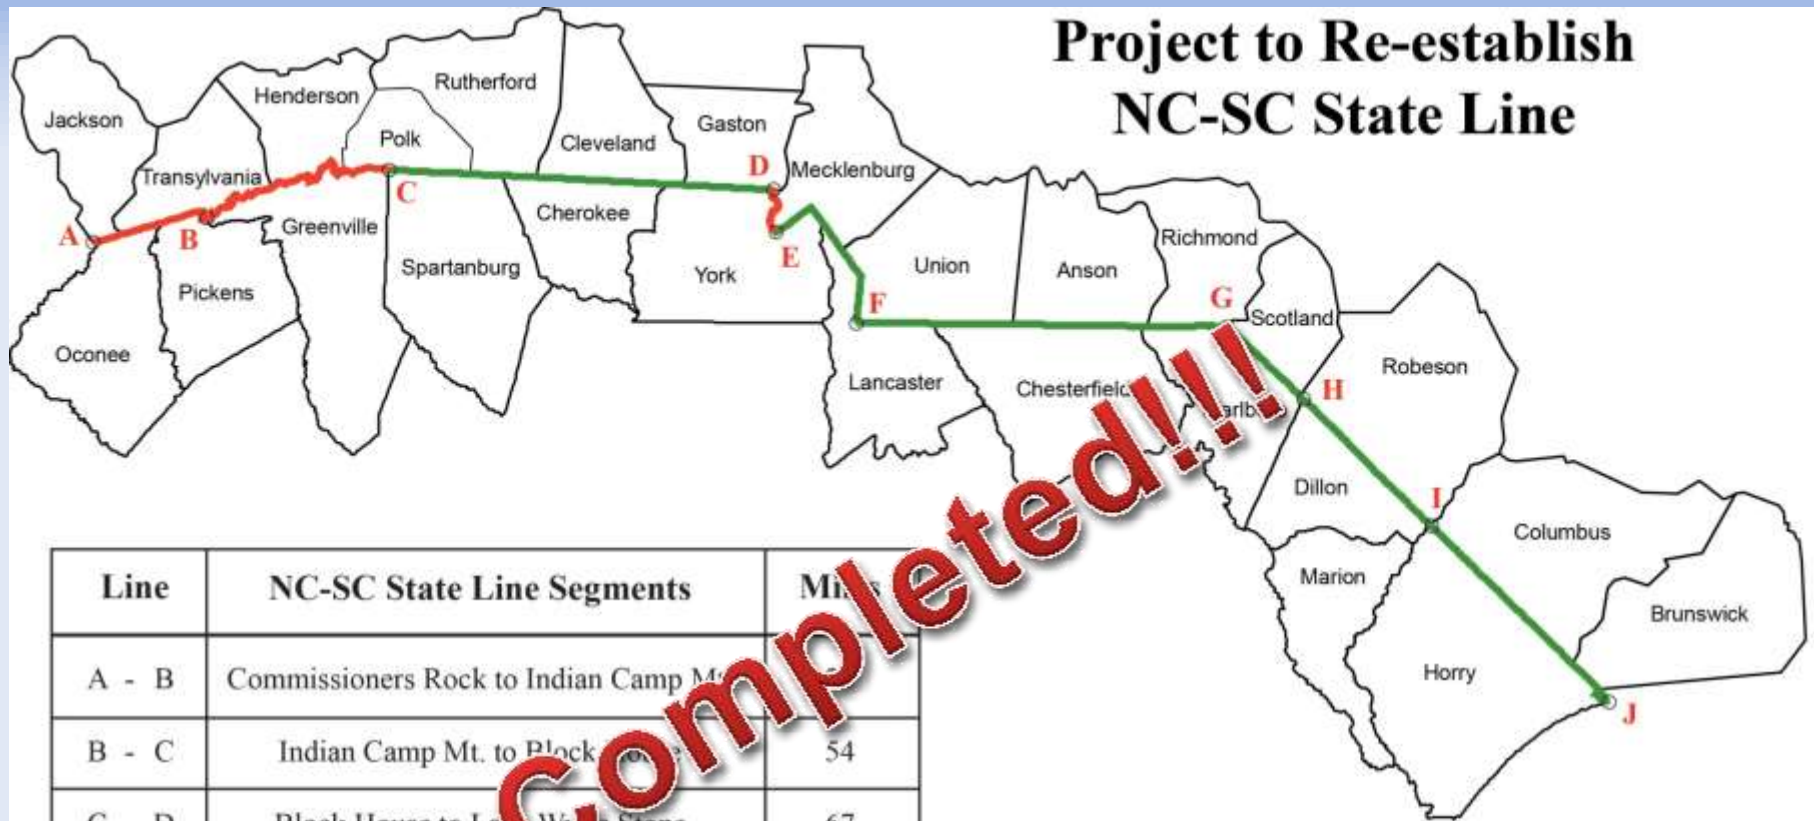 Project to Re-establish
NC-SC State Line
Jackson
Henderson
Rutherford
Polk
Cleveland
Gaston
Transylvania
Mecklenburg
A
B
C
D
E
F
G
H
I
J
Greenville
Cherokee
Spartanburg
Pickens
Oconee
York
Union
Anson
Richmond
Scotland
Robeson
Lancaster
Chesterfield
Dillon
Marion
Columbus
Brunswick
Horry
Completed!!!
Line NC-SC State Line Segments
A - B Commissioners Rock to Indian Camp
B - C Indian Camp Mt. to Block 54